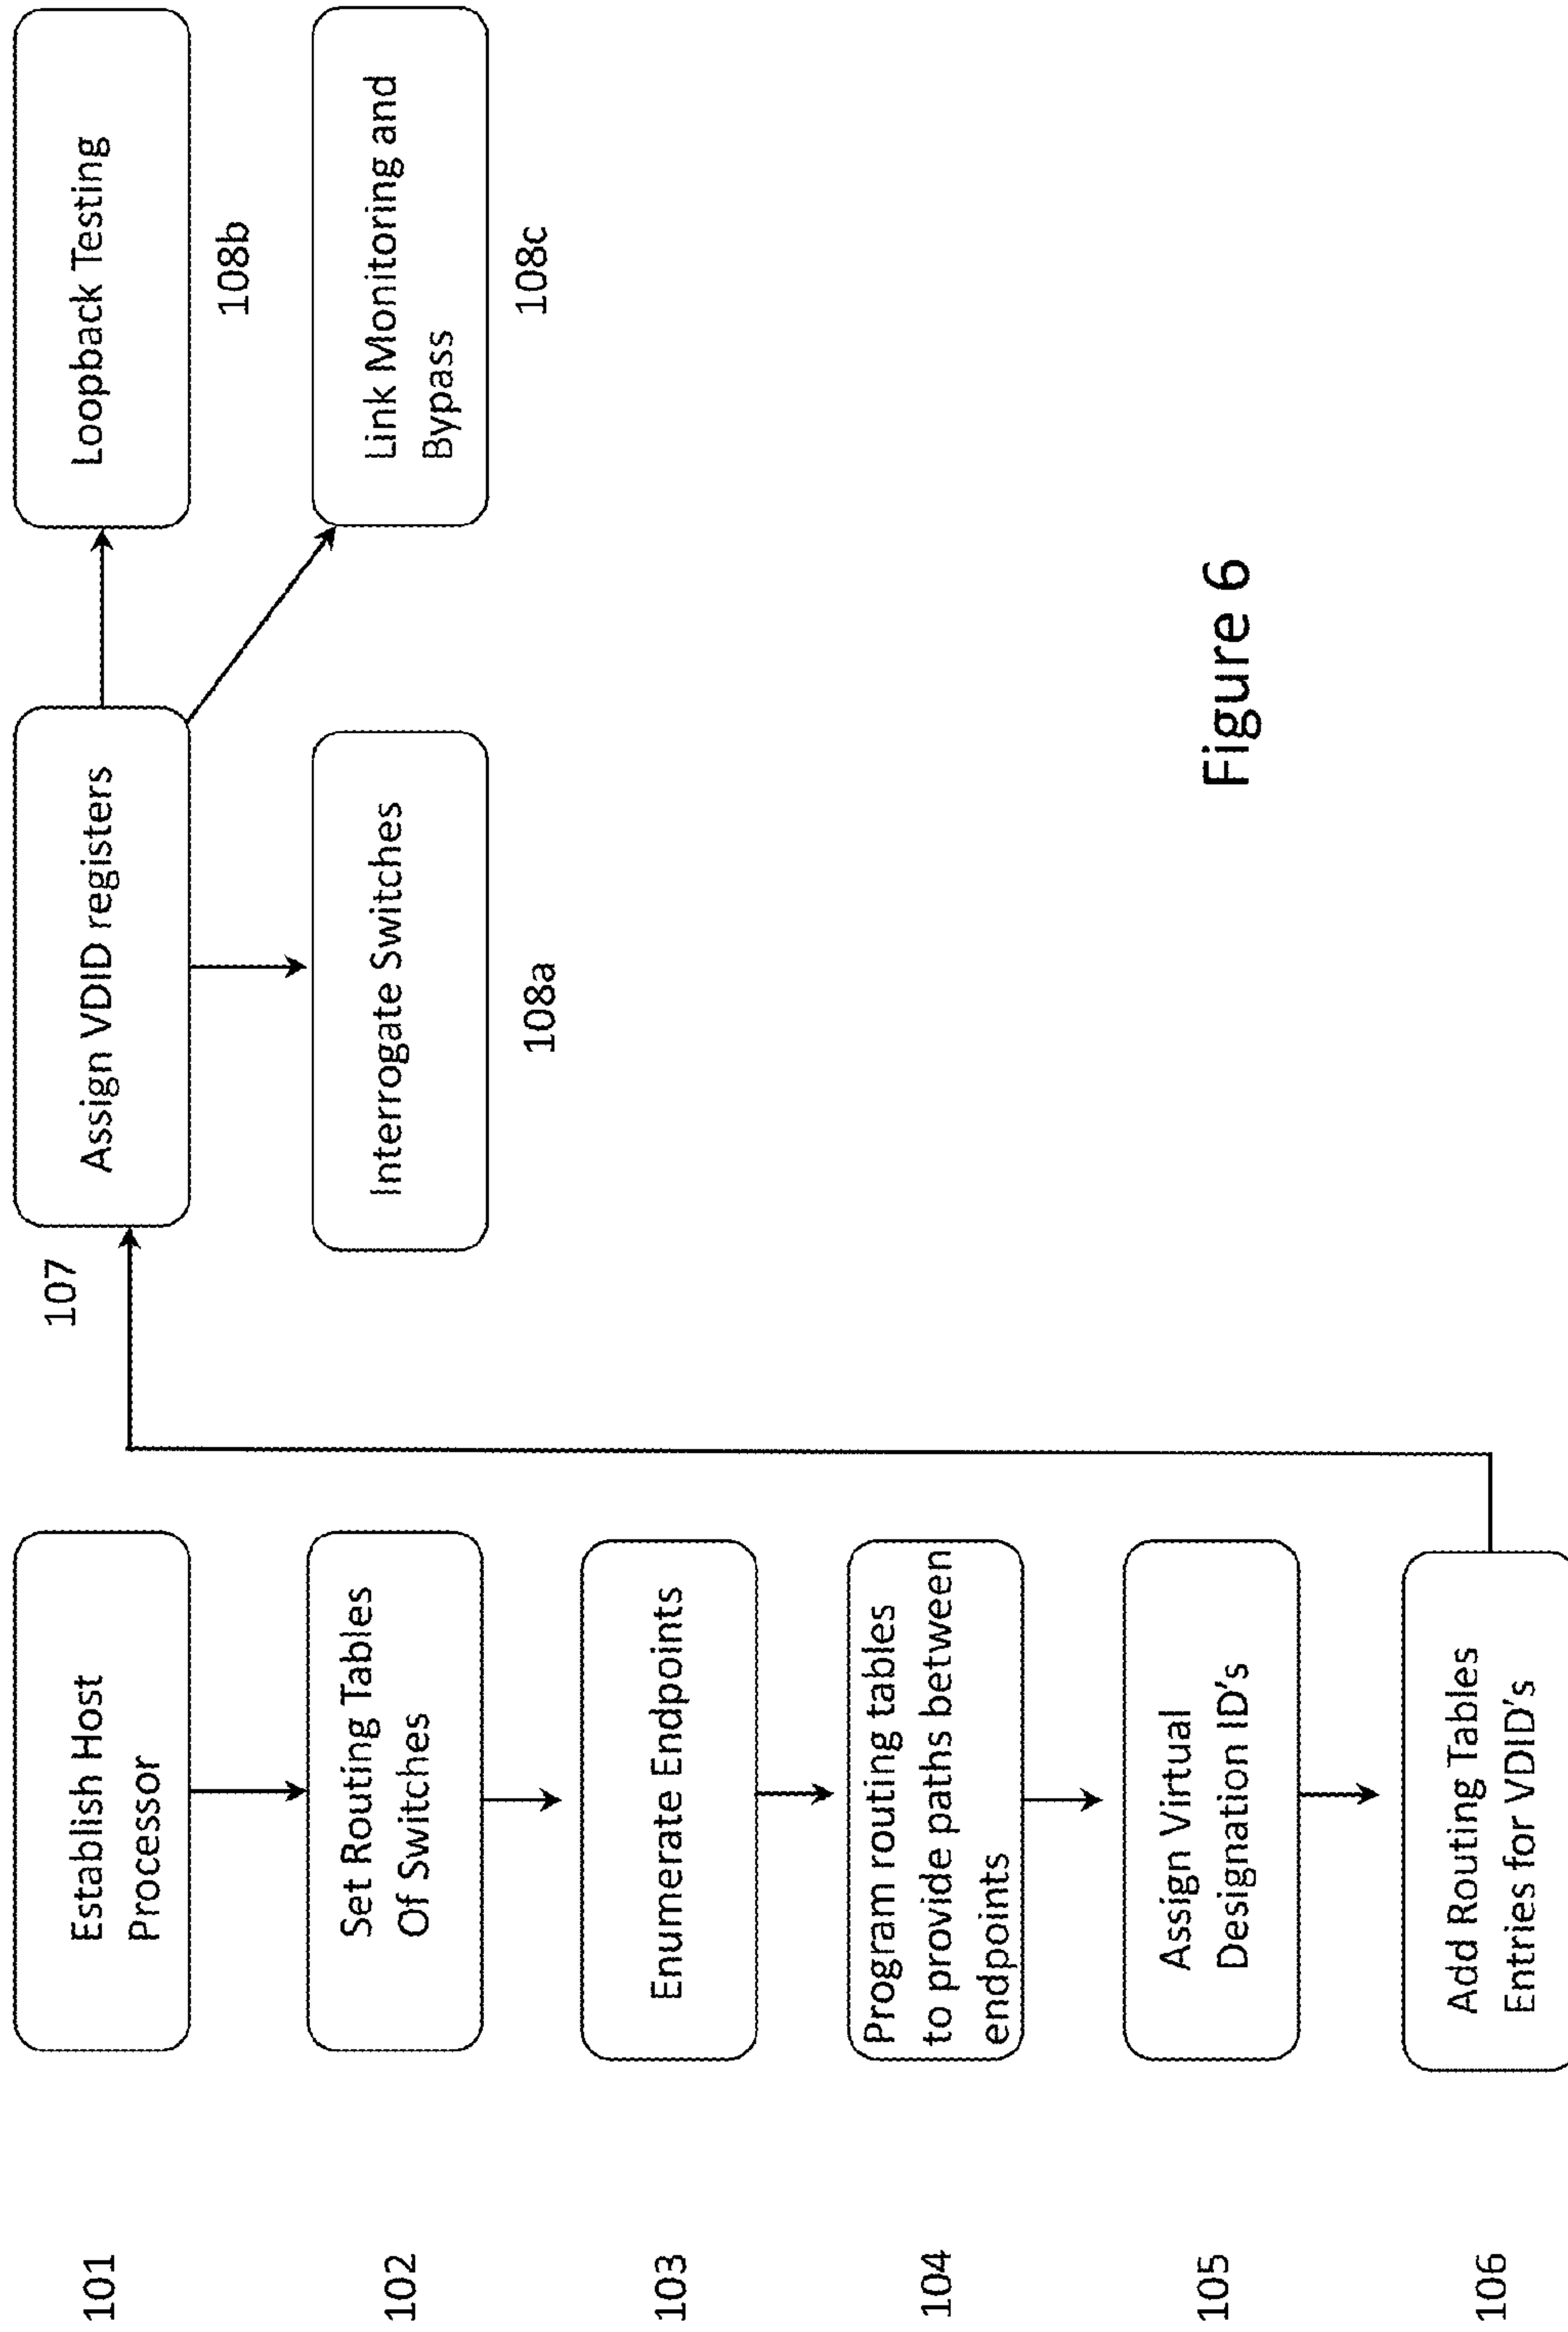 101
Establish Host
Processor
102
Set Routing Tables
Of Switches
103
Enumerate Endpoints
104
Program routing tables
to provide paths between
endpoints
105
Assign Virtual
Designation ID's
106
Add Routing Tables
Entries for VDID's
107
Assign VDID registers
Interrogate Switches
108a
Loopback Testing
108b
Link Monitoring and
Bypass
108c
Figure 6